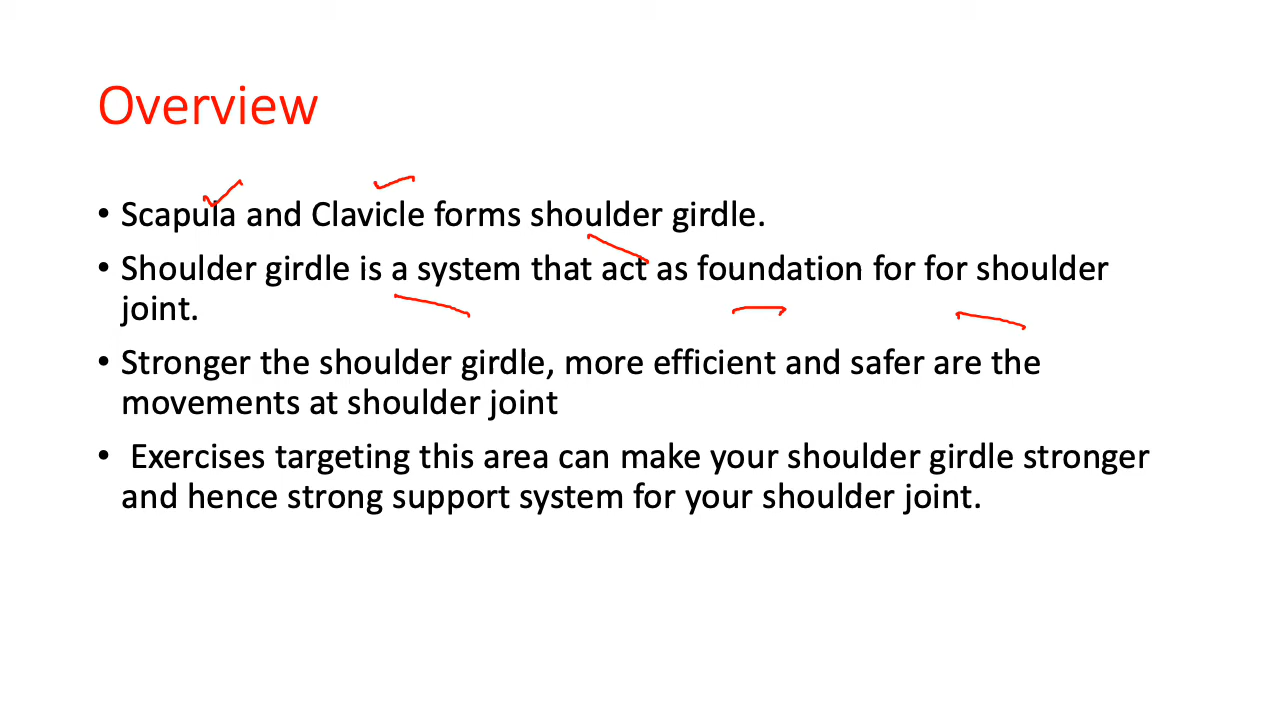 Overview
• Scapula and Clavicle forms shoulder girdle.
• Shoulder girdle is a system that act as foundation for for shoulder
joint.
• Stronger the shoulder girdle, more efficient and safer are the
movements at shoulder joint
• Exercises targeting this area can make your shoulder girdle stronger
and hence strong support system for your shoulder joint.